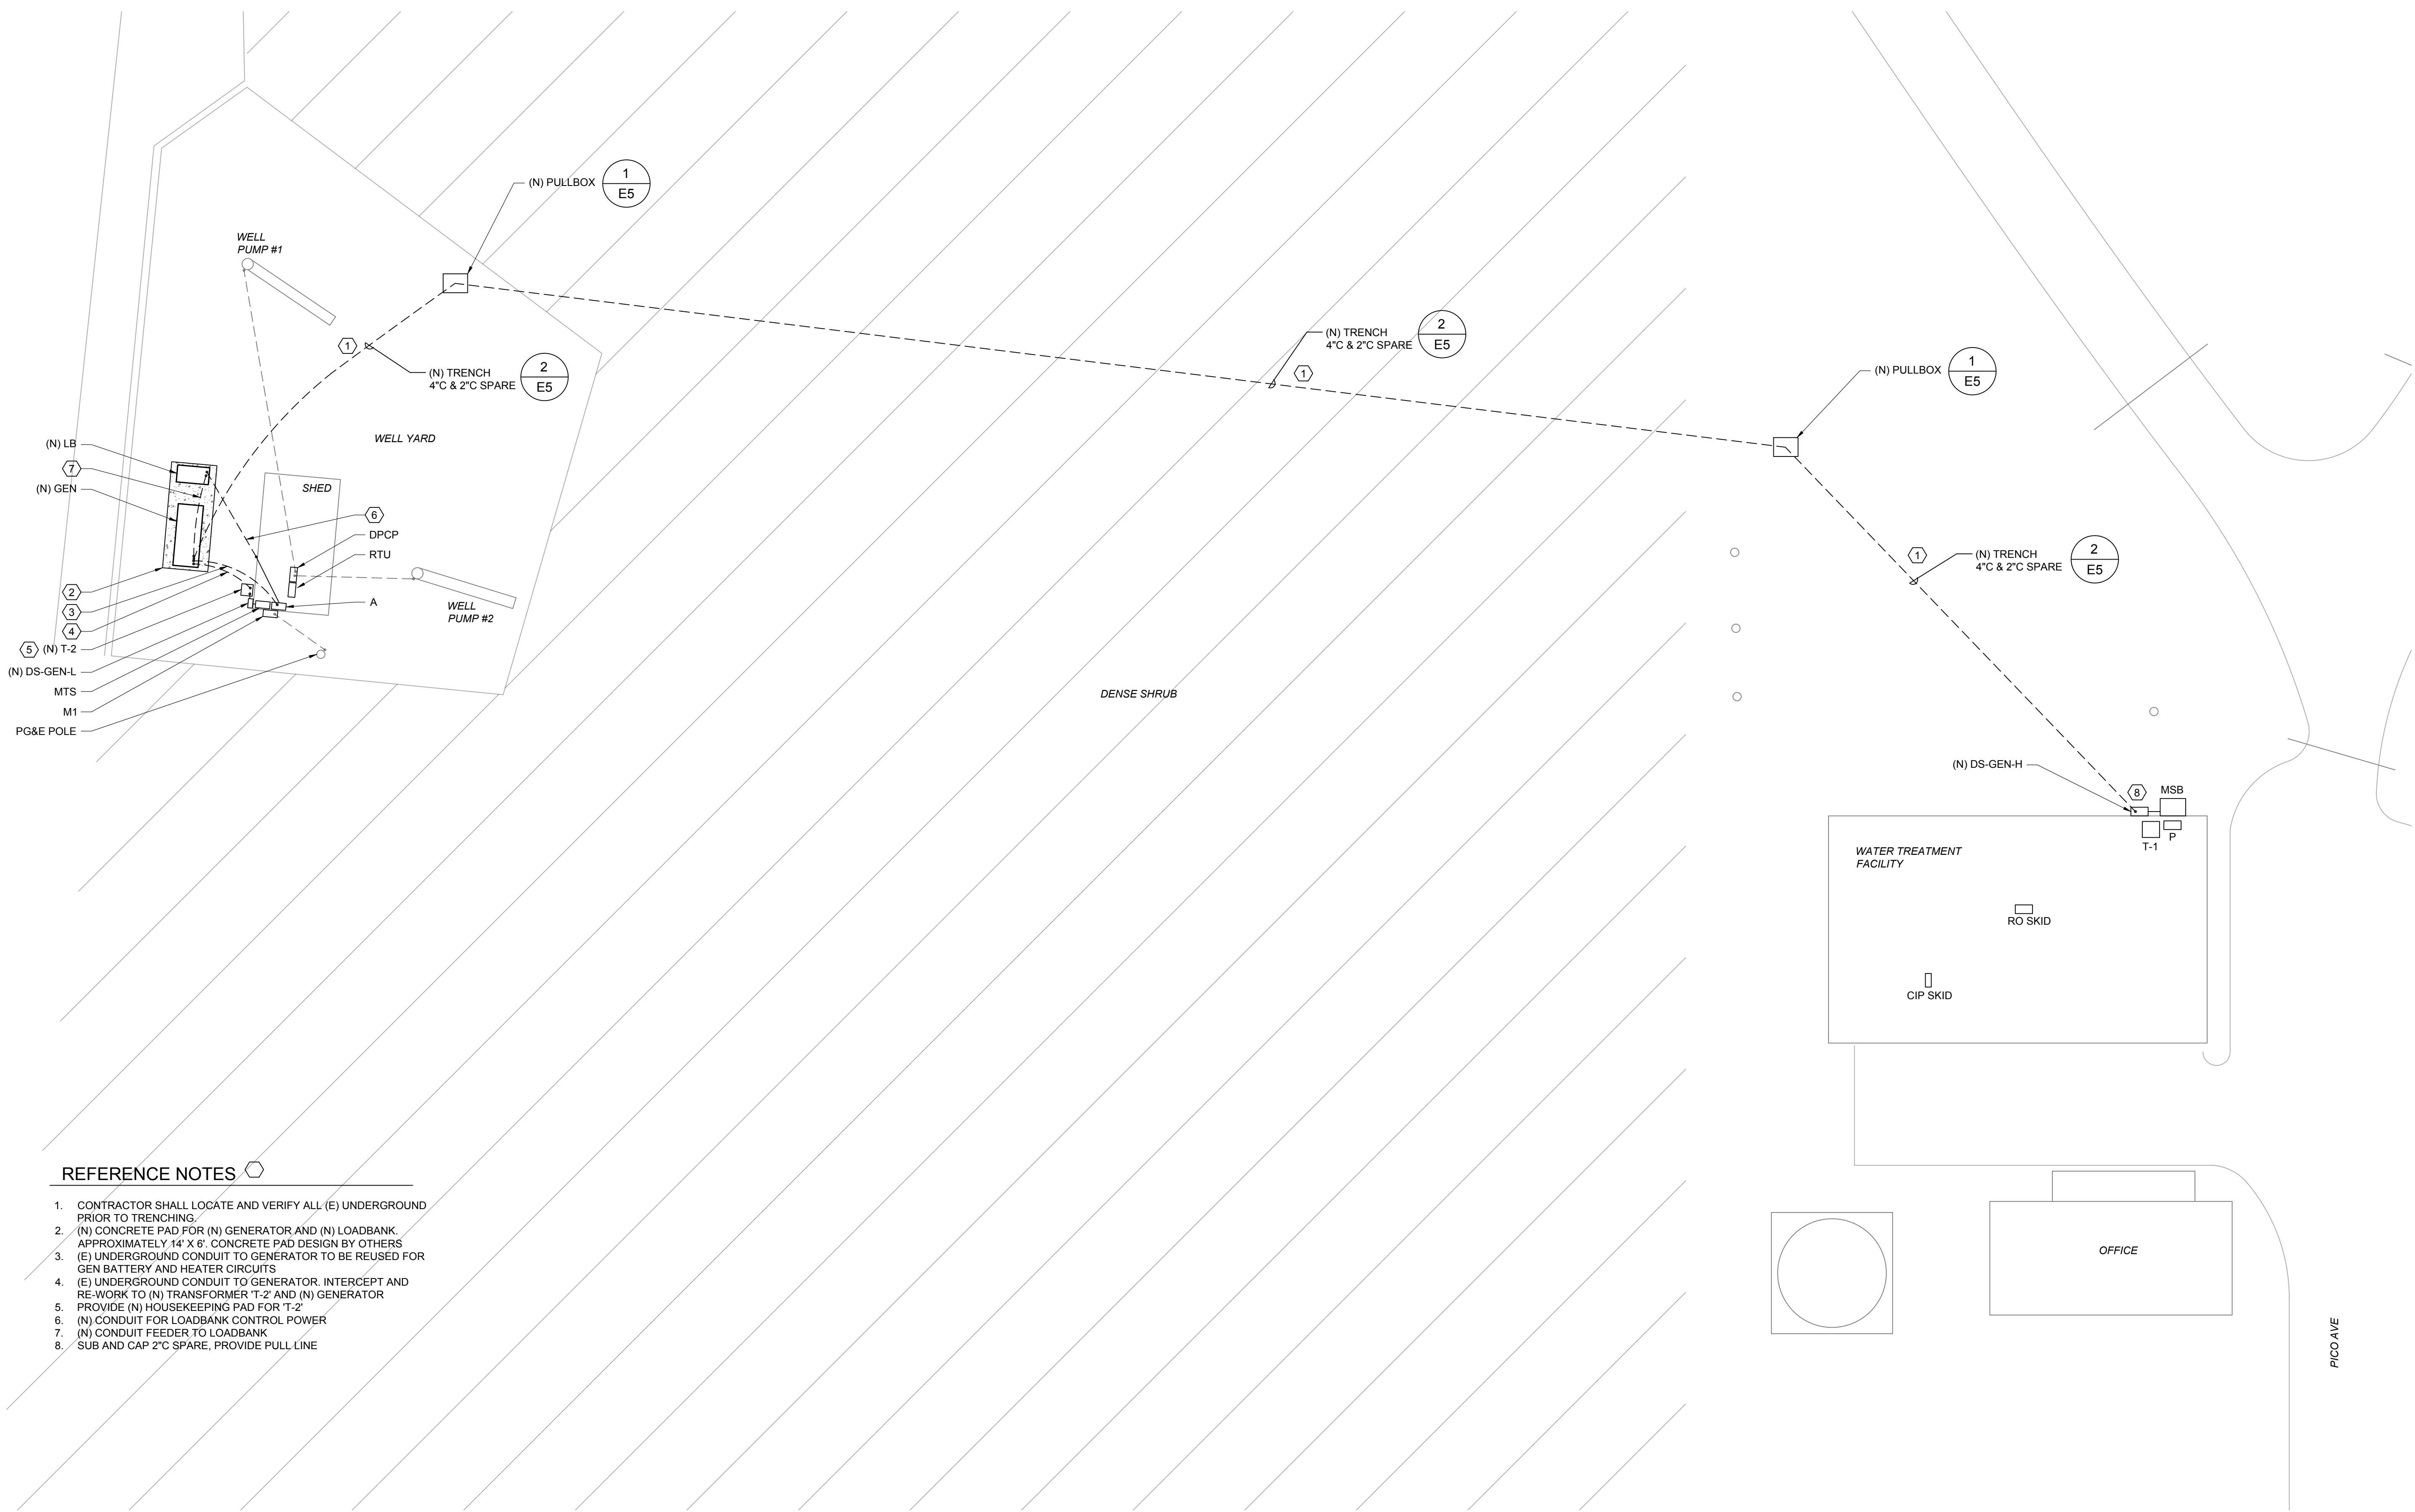 (N) PULLBOX
1
E5
WELL
PUMP #1
1
(N) TRENCH
4"C & 2"C SPARE
2
E5
(N) TRENCH
4"C & 2"C SPARE
2
E5
1
(N) PULLBOX
1
E5
WELL YARD
(N) LB
7
(N) GEN
SHED
6
DPCP
RTU
A
WELL
PUMP #2
2
3
4
5 (N) T-2
(N) DS-GEN-L
MTS
M1
PG&E POLE
1
(N) TRENCH
4"C & 2"C SPARE
2
E5
DENSE SHRUB
(N) DS-GEN-H
8
MSB
T-1
P
WATER TREATMENT
FACILITY
RO SKID
CIP SKID
OFFICE
PICO AVE
REFERENCE NOTES
1. CONTRACTOR SHALL LOCATE AND VERIFY ALL (E) UNDERGROUND
PRIOR TO TRENCHING.
2. (N) CONCRETE PAD FOR (N) GENERATOR AND (N) LOADBANK.
APPROXIMATELY 14' X 6'. CONCRETE PAD DESIGN BY OTHERS
3. (E) UNDERGROUND CONDUIT TO GENERATOR TO BE REUSED FOR
GEN BATTERY AND HEATER CIRCUITS
4. (E) UNDERGROUND CONDUIT TO GENERATOR. INTERCEPT AND
RE-WORK TO (N) TRANSFORMER 'T-2' AND (N) GENERATOR
5. PROVIDE (N) HOUSEKEEPING PAD FOR 'T-2'
6. (N) CONDUIT FOR LOADBANK CONTROL POWER
7. (N) CONDUIT FEEDER TO LOADBANK
8. SUB AND CAP 2"C SPARE, PROVIDE PULL LINE